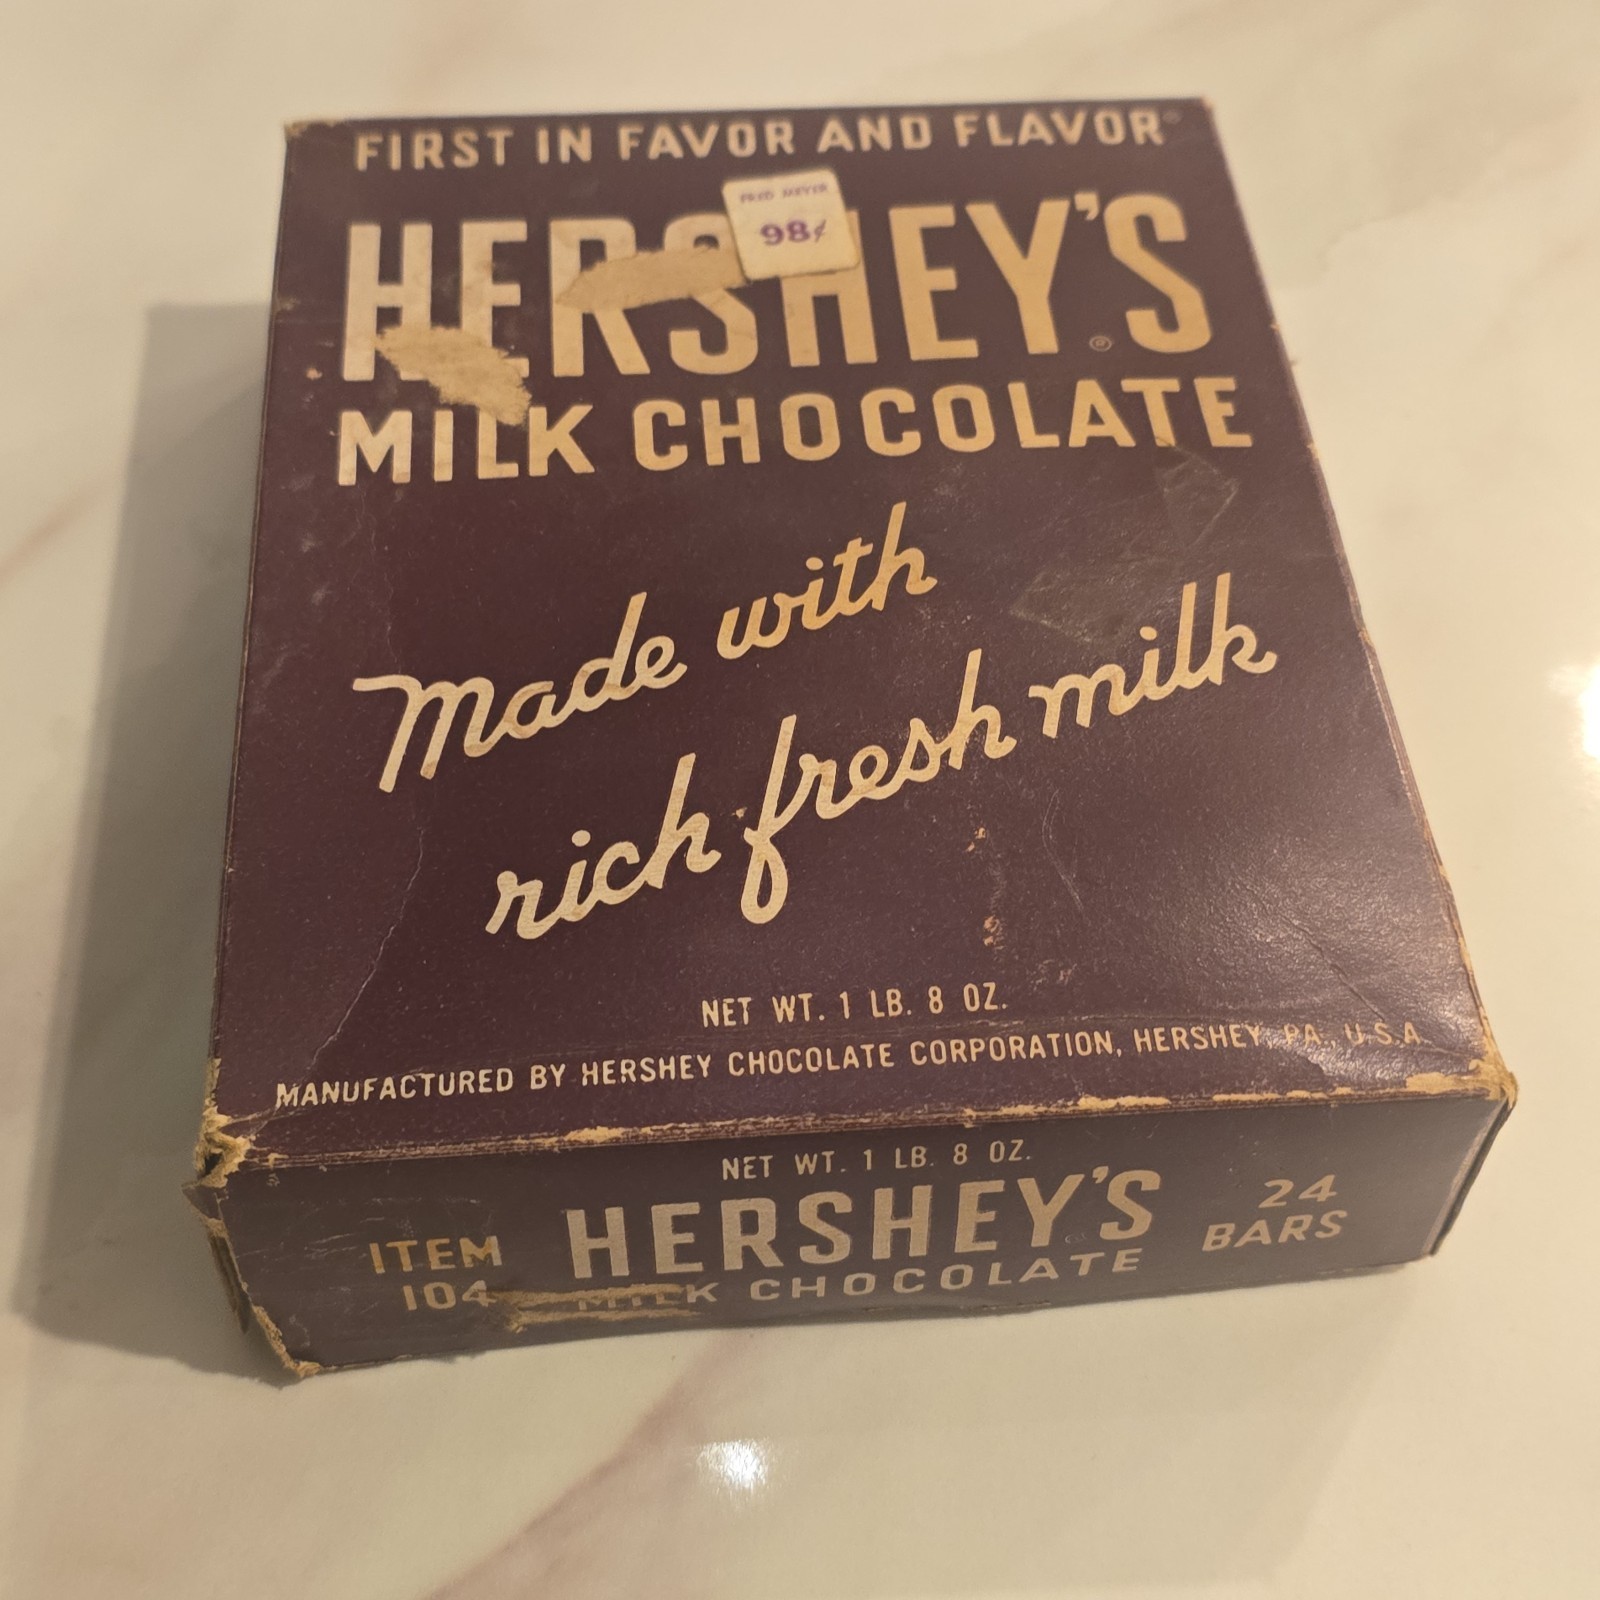 FIRST IN FAVOR AND FLAVOR
FRED MEYER
98¢
HERSHEY'S®
MILK CHOCOLATE
Made with
rich fresh milk
NET WT. 1 LB. 8 OZ.
MANUFACTURED BY HERSHEY CHOCOLATE CORPORATION, HERSHEY, PA., U.S.A.
NET WT. 1 LB. 8 OZ.
ITEM
104
HERSHEY'S
MILK CHOCOLATE
24
BARS